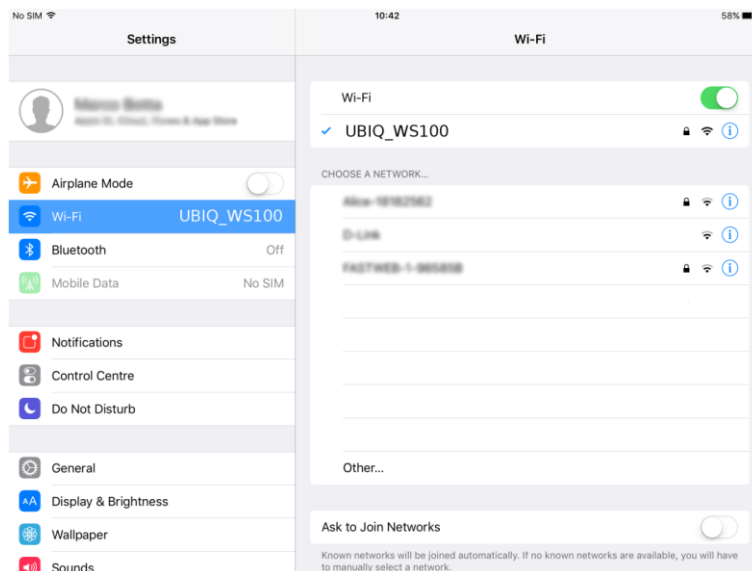 No SIM
10:42
58%
Settings
Wi-Fi
Airplane Mode
Wi-Fi UBIQ_WS100
Bluetooth Off
Mobile Data No SIM
Notifications
Control Centre
Do Not Disturb
General
Display & Brightness
AA
Wallpaper
Sounds
Wi-Fi
UBIQ_WS100
CHOOSE A NETWORK...
D-Link
Other...
Ask to Join Networks
Known networks will be joined automatically. If no known networks are available, you will have
to manually select a network.